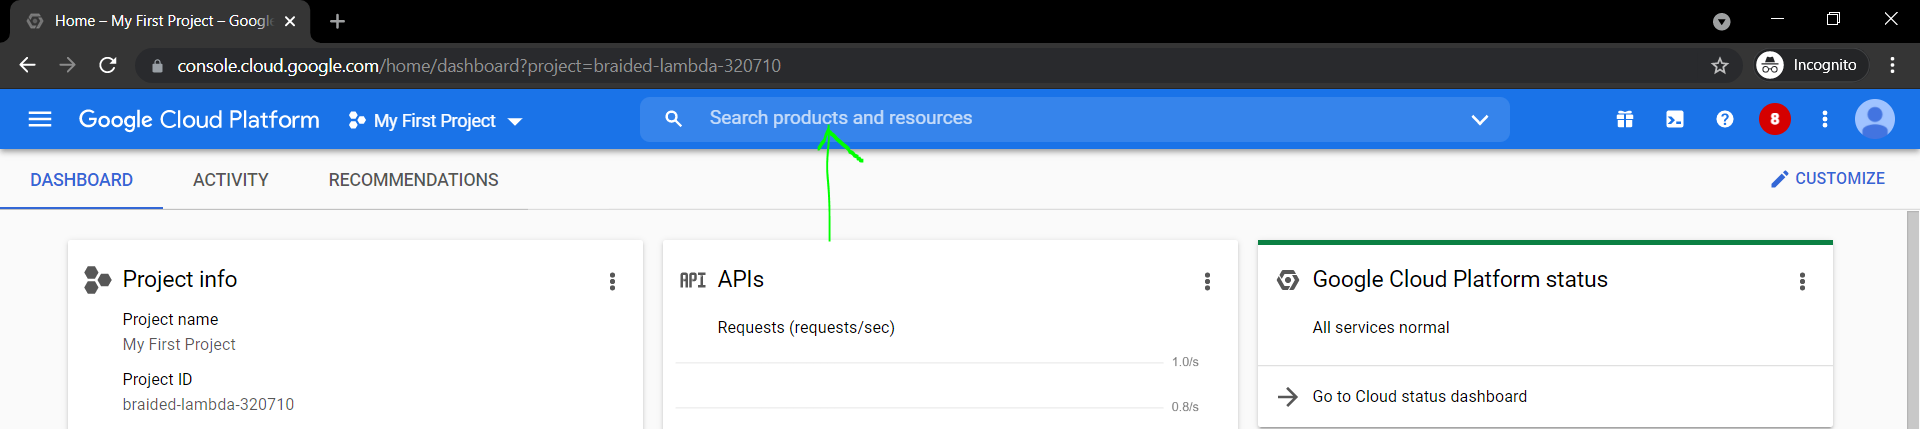 Home – My First Project – Google
console.cloud.google.com/home/dashboard?project=braided-lambda-320710
Incognito
Google Cloud Platform
My First Project
Search products and resources
8
DASHBOARD
ACTIVITY
RECOMMENDATIONS
CUSTOMIZE
Project info
Project name
My First Project
Project ID
braided-lambda-320710
API
APIs
Requests (requests/sec)
1.0/s
0.8/s
Google Cloud Platform status
All services normal
Go to Cloud status dashboard